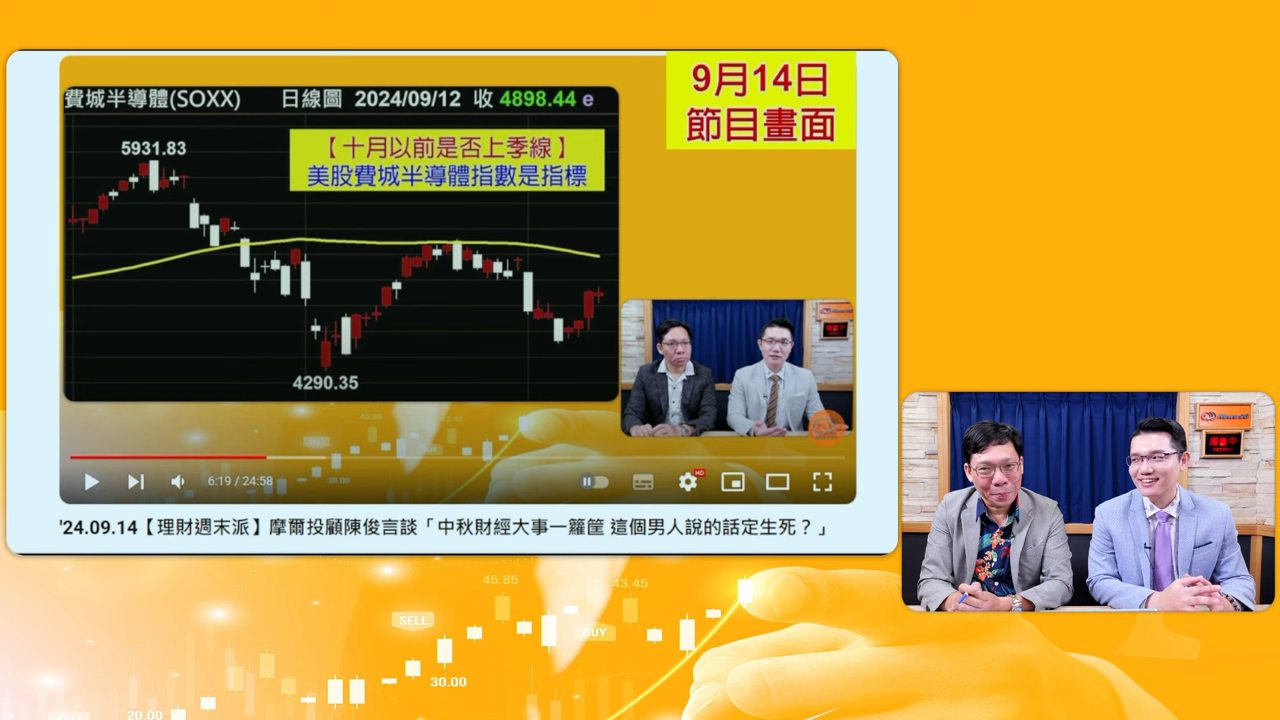 9月14日
節目畫面
費城半導體(SOXX) 日線圖 2024/09/12 收 4898.44 e
【十月以前是否上季線】
美股費城半導體指數是指標
5931.83
4290.35
6:19 / 24:58
HD
'24.09.14【理財週末派】摩爾投顧陳俊言談「中秋財經大事一籮筐 這個男人說的話定生死？」
45.85
43.45
SELL
BUY
30.00
20.00